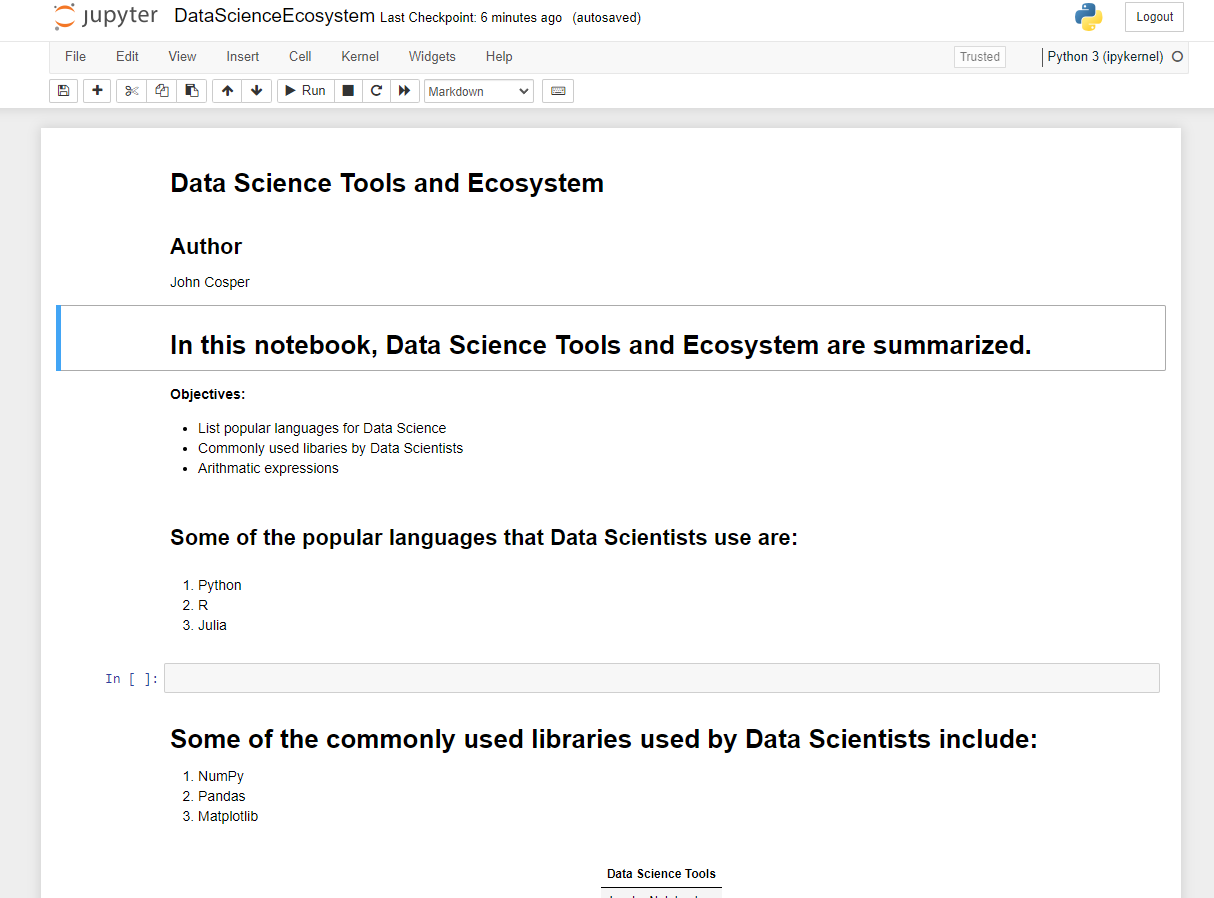 jupyter DataScienceEcosystem Last Checkpoint: 6 minutes ago (autosaved) Logout
File Edit View Insert Cell Kernel Widgets Help Trusted Python 3 (ipykernel)
Run Markdown
Data Science Tools and Ecosystem
Author
John Cosper
In this notebook, Data Science Tools and Ecosystem are summarized.
Objectives:
• List popular languages for Data Science
• Commonly used libaries by Data Scientists
• Arithmatic expressions
Some of the popular languages that Data Scientists use are:
1. Python
2. R
3. Julia
In [ ]:
Some of the commonly used libraries used by Data Scientists include:
1. NumPy
2. Pandas
3. Matplotlib
Data Science Tools